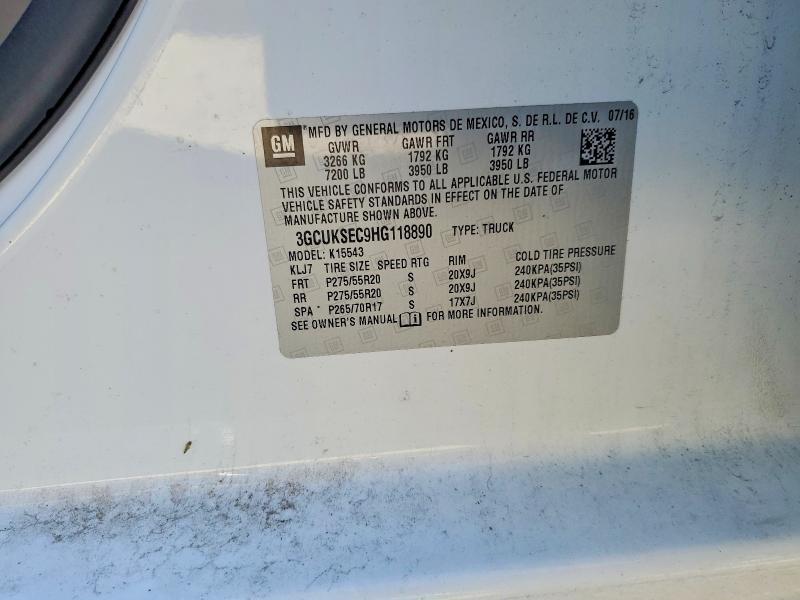 GM
*MFD BY GENERAL MOTORS DE MEXICO, S. DE R.L. DE C.V. 07/16
GVWR GAWR FRT GAWR RR
3266 KG 1792 KG 1792 KG
7200 LB 3950 LB 3950 LB
THIS VEHICLE CONFORMS TO ALL APPLICABLE U.S. FEDERAL MOTOR
VEHICLE SAFETY STANDARDS IN EFFECT ON THE DATE OF
MANUFACTURE SHOWN ABOVE.
3GCUKSEC9HG118890 TYPE: TRUCK
MODEL: K15543
KLJ7 TIRE SIZE SPEED RTG RIM COLD TIRE PRESSURE
FRT P275/55R20 S 20X9J 240KPA(35PSI)
RR P275/55R20 S 20X9J 240KPA(35PSI)
SPA P265/70R17 S 17X7J 240KPA(35PSI)
SEE OWNER'S MANUAL FOR MORE INFORMATION.